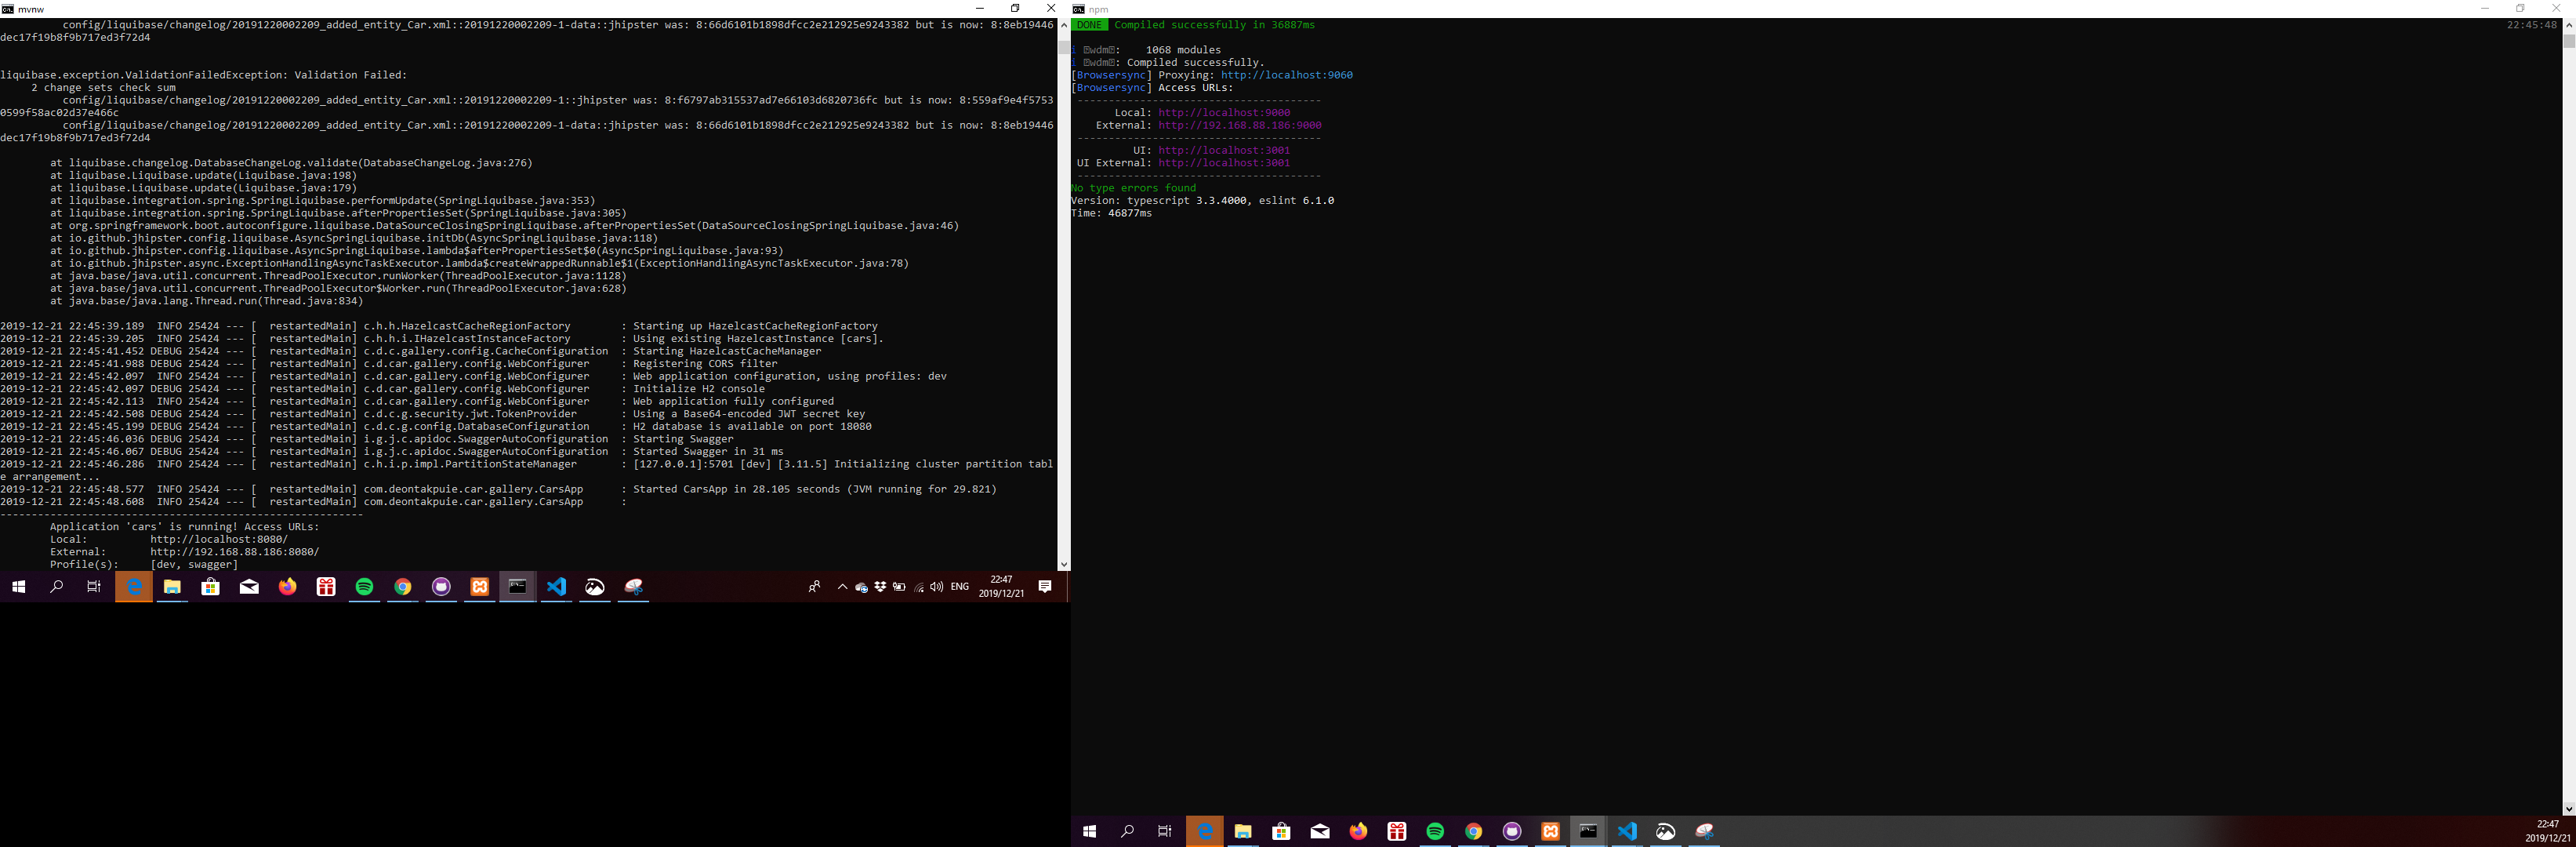 mvnw
config/liquibase/changelog/20191220002209_added_entity_Car.xml::20191220002209-1-data::jhipster was: 8:66d6101b1898dfcc2e212925e9243382 but is now: 8:8eb19446
dec17f19b8f9b717ed3f72d4
liquibase.exception.ValidationFailedException: Validation Failed:
2 change sets check sum
config/liquibase/changelog/20191220002209_added_entity_Car.xml::20191220002209-1::jhipster was: 8:f6797ab315537ad7e66103d6820736fc but is now: 8:559af9e4f5753
0599f58ac02d37e466c
config/liquibase/changelog/20191220002209_added_entity_Car.xml::20191220002209-1-data::jhipster was: 8:66d6101b1898dfcc2e212925e9243382 but is now: 8:8eb19446
dec17f19b8f9b717ed3f72d4
at liquibase.changelog.DatabaseChangeLog.validate(DatabaseChangeLog.java:276)
at liquibase.Liquibase.update(Liquibase.java:198)
at liquibase.Liquibase.update(Liquibase.java:179)
at liquibase.integration.spring.SpringLiquibase.performUpdate(SpringLiquibase.java:353)
at liquibase.integration.spring.SpringLiquibase.afterPropertiesSet(SpringLiquibase.java:305)
at org.springframework.boot.autoconfigure.liquibase.DataSourceClosingSpringLiquibase.afterPropertiesSet(DataSourceClosingSpringLiquibase.java:46)
at io.github.jhipster.config.liquibase.AsyncSpringLiquibase.initDb(AsyncSpringLiquibase.java:118)
at io.github.jhipster.config.liquibase.AsyncSpringLiquibase.lambda$afterPropertiesSet$0(AsyncSpringLiquibase.java:93)
at io.github.jhipster.async.ExceptionHandlingAsyncTaskExecutor.lambda$createWrappedRunnable$1(ExceptionHandlingAsyncTaskExecutor.java:78)
at java.base/java.util.concurrent.ThreadPoolExecutor.runWorker(ThreadPoolExecutor.java:1128)
at java.base/java.util.concurrent.ThreadPoolExecutor$Worker.run(ThreadPoolExecutor.java:628)
at java.base/java.lang.Thread.run(Thread.java:834)
2019-12-21 22:45:39.189  INFO 25424 --- [  restartedMain] c.h.h.HazelcastCacheRegionFactory        : Starting up HazelcastCacheRegionFactory
2019-12-21 22:45:39.205  INFO 25424 --- [  restartedMain] c.h.h.i.IHazelcastInstanceFactory        : Using existing HazelcastInstance [cars].
2019-12-21 22:45:41.452 DEBUG 25424 --- [  restartedMain] c.d.c.gallery.config.CacheConfiguration  : Starting HazelcastCacheManager
2019-12-21 22:45:41.988 DEBUG 25424 --- [  restartedMain] c.d.car.gallery.config.WebConfigurer     : Registering CORS filter
2019-12-21 22:45:42.097  INFO 25424 --- [  restartedMain] c.d.car.gallery.config.WebConfigurer     : Web application configuration, using profiles: dev
2019-12-21 22:45:42.097 DEBUG 25424 --- [  restartedMain] c.d.car.gallery.config.WebConfigurer     : Initialize H2 console
2019-12-21 22:45:42.113  INFO 25424 --- [  restartedMain] c.d.car.gallery.config.WebConfigurer     : Web application fully configured
2019-12-21 22:45:42.508 DEBUG 25424 --- [  restartedMain] c.d.c.g.security.jwt.TokenProvider       : Using a Base64-encoded JWT secret key
2019-12-21 22:45:45.199 DEBUG 25424 --- [  restartedMain] c.d.c.g.config.DatabaseConfiguration     : H2 database is available on port 18080
2019-12-21 22:45:46.036 DEBUG 25424 --- [  restartedMain] i.g.j.c.apidoc.SwaggerAutoConfiguration  : Starting Swagger
2019-12-21 22:45:46.067 DEBUG 25424 --- [  restartedMain] i.g.j.c.apidoc.SwaggerAutoConfiguration  : Started Swagger in 31 ms
2019-12-21 22:45:46.286  INFO 25424 --- [  restartedMain] c.h.i.p.impl.PartitionStateManager       : [127.0.0.1]:5701 [dev] [3.11.5] Initializing cluster partition tabl
e arrangement...
2019-12-21 22:45:48.577  INFO 25424 --- [  restartedMain] com.deontakpuie.car.gallery.CarsApp      : Started CarsApp in 28.105 seconds (JVM running for 29.821)
2019-12-21 22:45:48.608  INFO 25424 --- [  restartedMain] com.deontakpuie.car.gallery.CarsApp      :
----------------------------------------------------------
Application 'cars' is running! Access URLs:
Local:          http://localhost:8080/
External:       http://192.168.88.186:8080/
Profile(s):     [dev, swagger]
ENG
22:47
2019/12/21
npm
DONE  Compiled successfully in 36887ms
22:45:48
i ｢wdm｣:    1068 modules
i ｢wdm｣: Compiled successfully.
[Browsersync] Proxying: http://localhost:9060
[Browsersync] Access URLs:
---------------------------------------
Local: http://localhost:9000
External: http://192.168.88.186:9000
---------------------------------------
UI: http://localhost:3001
UI External: http://localhost:3001
---------------------------------------
No type errors found
Version: typescript 3.3.4000, eslint 6.1.0
Time: 46877ms
22:47
2019/12/21